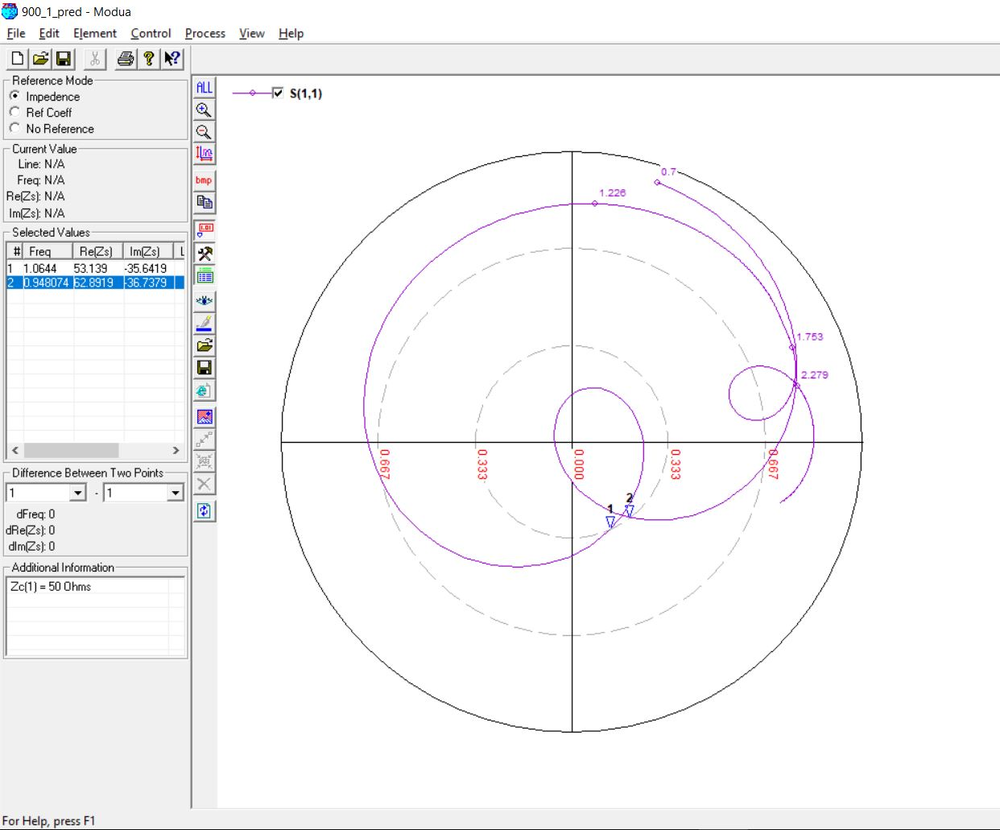 900_1_pred - Modua
File Edit Element Control Process View Help
Reference Mode
Impedence
Ref Coeff
No Reference
Current Value
Line: N/A
Freq: N/A
Re(Zs): N/A
Im(Zs): N/A
Selected Values
# Freq Re(Zs) Im(Zs) L
1 1.0644 53.139 -35.6419
2 0.948074 62.8919 -36.7379
Difference Between Two Points
1 - 1
dFreq: 0
dRe(Zs): 0
dIm(Zs): 0
Additional Information
Zc(1) = 50 Ohms
ALL
bmp
1.01
S(1,1)
0.7
1.226
1.753
2.279
0.667
0.333
0.000
0.333
0.667
1
2
For Help, press F1